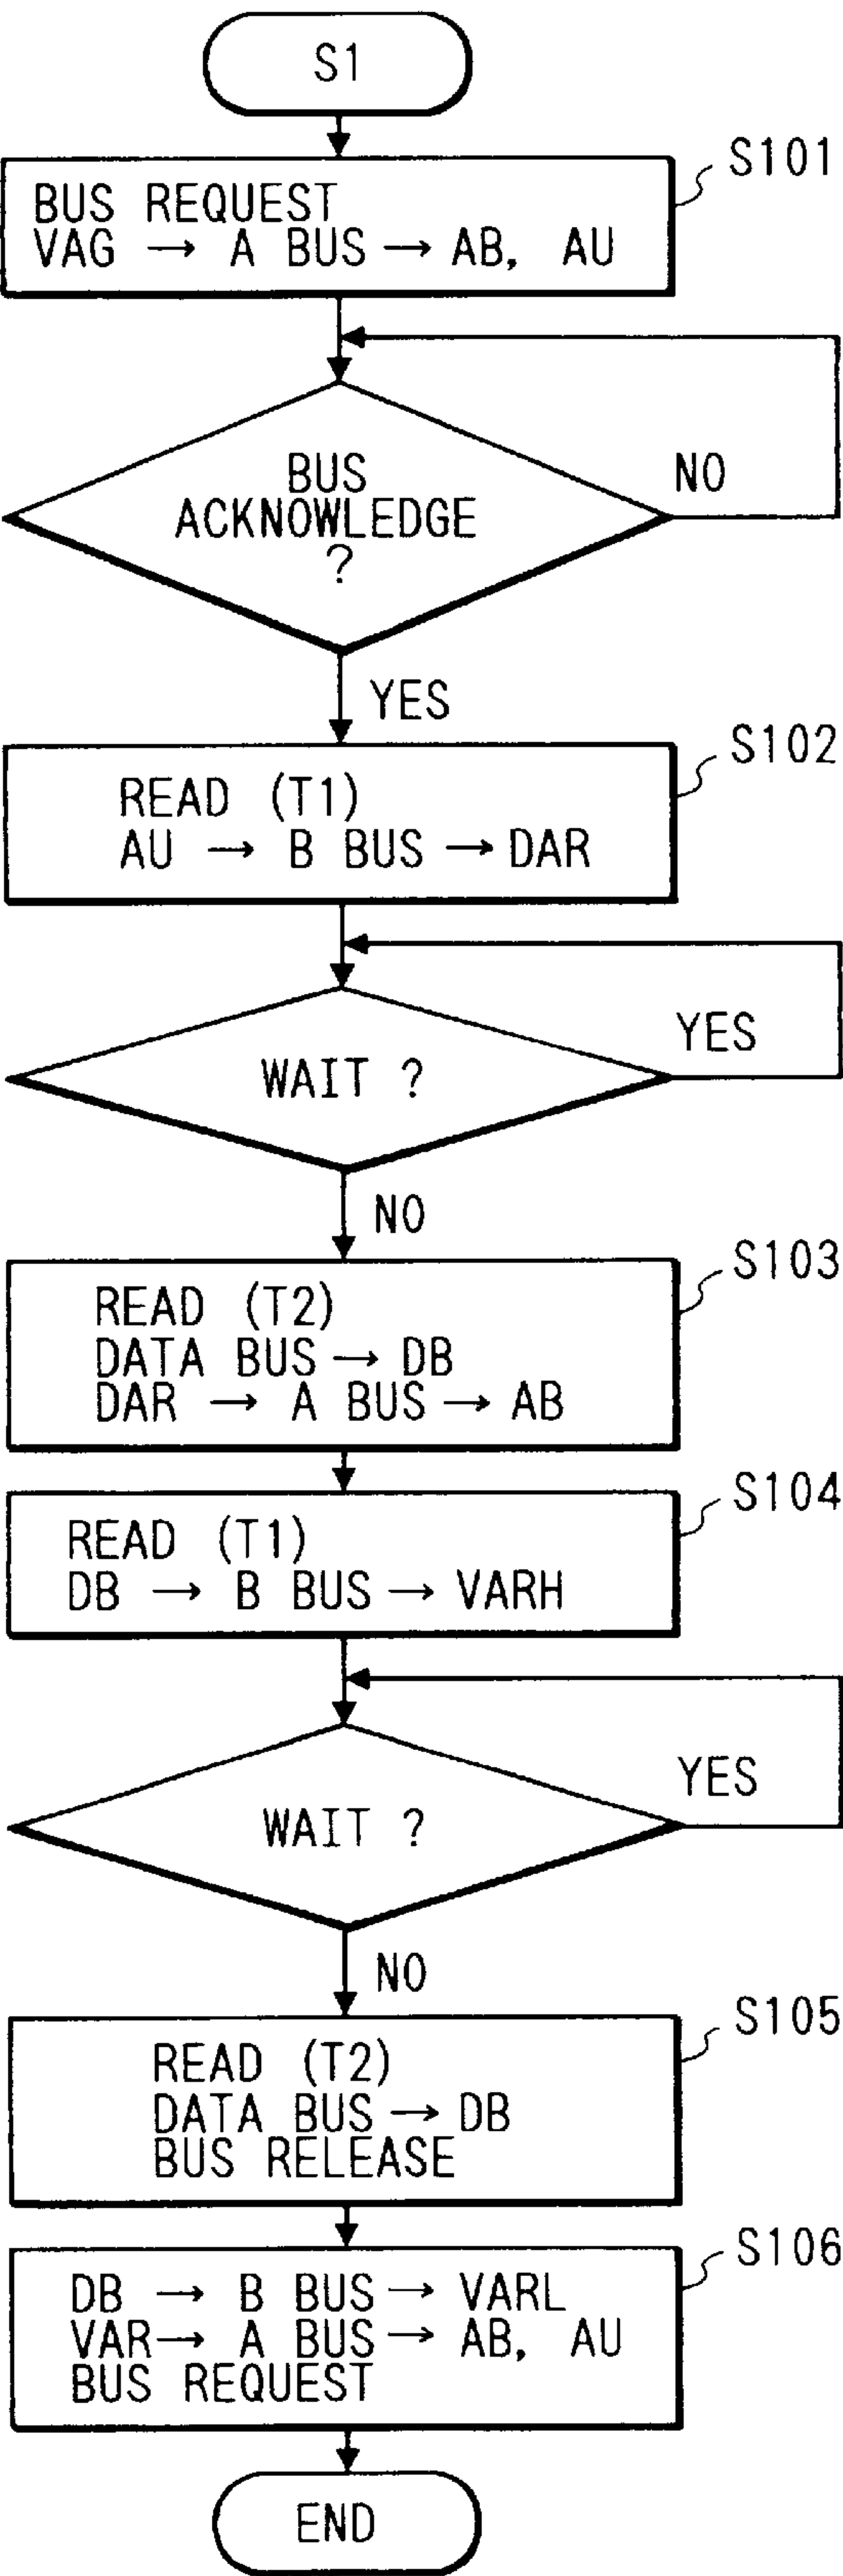 S1
S101
BUS REQUEST
VAG → A BUS → AB, AU
BUS
ACKNOWLEDGE
?
NO
YES
S102
READ (T1)
AU → B BUS → DAR
WAIT ?
YES
NO
S103
READ (T2)
DATA BUS → DB
DAR → A BUS → AB
S104
READ (T1)
DB → B BUS → VARH
WAIT ?
YES
NO
S105
READ (T2)
DATA BUS → DB
BUS RELEASE
S106
DB → B BUS → VARL
VAR → A BUS → AB, AU
BUS REQUEST
END